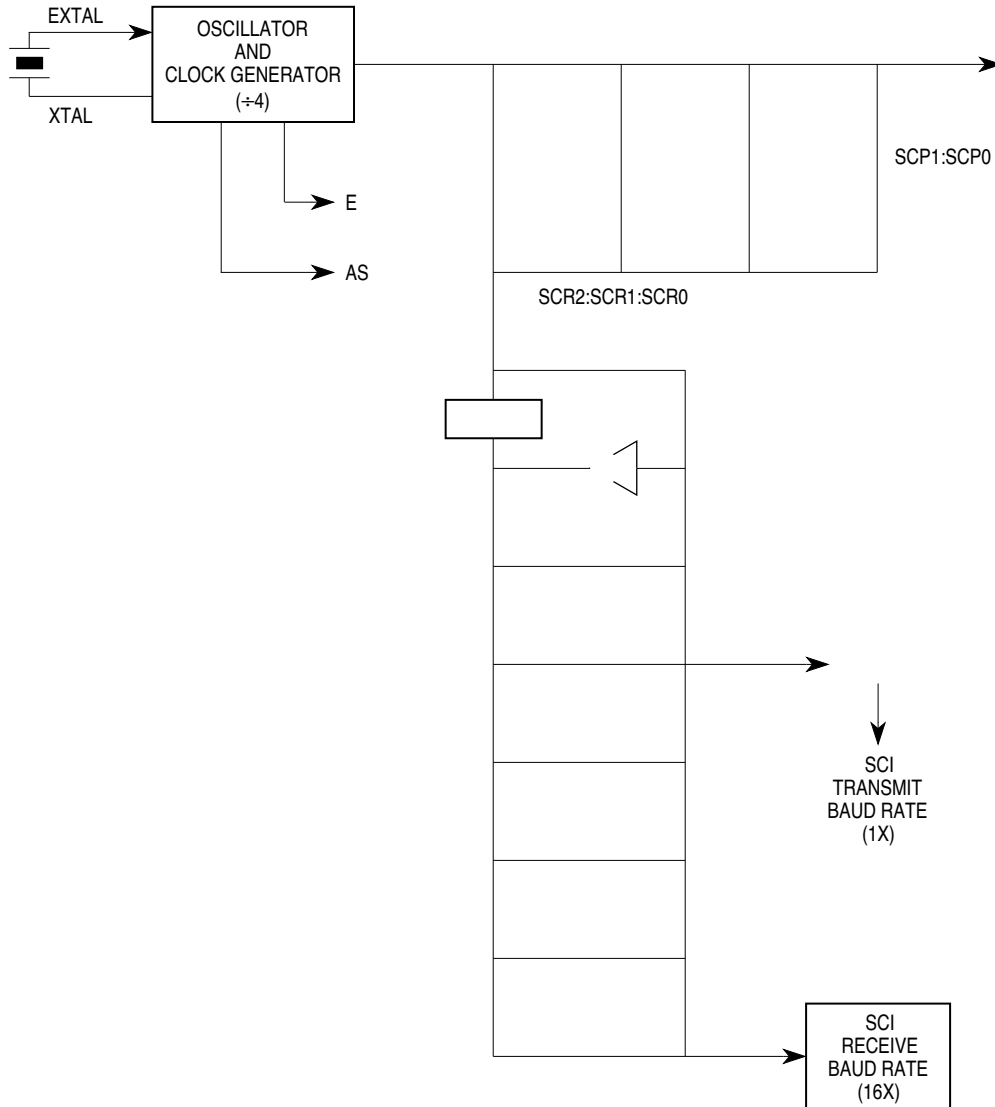 EXTAL
OSCILLATOR
AND
CLOCK GENERATOR
(÷4)
XTAL
SCP1:SCP0
E
AS
SCR2:SCR1:SCR0
SCI
TRANSMIT
BAUD RATE
(1X)
SCI
RECEIVE
BAUD RATE
(16X)